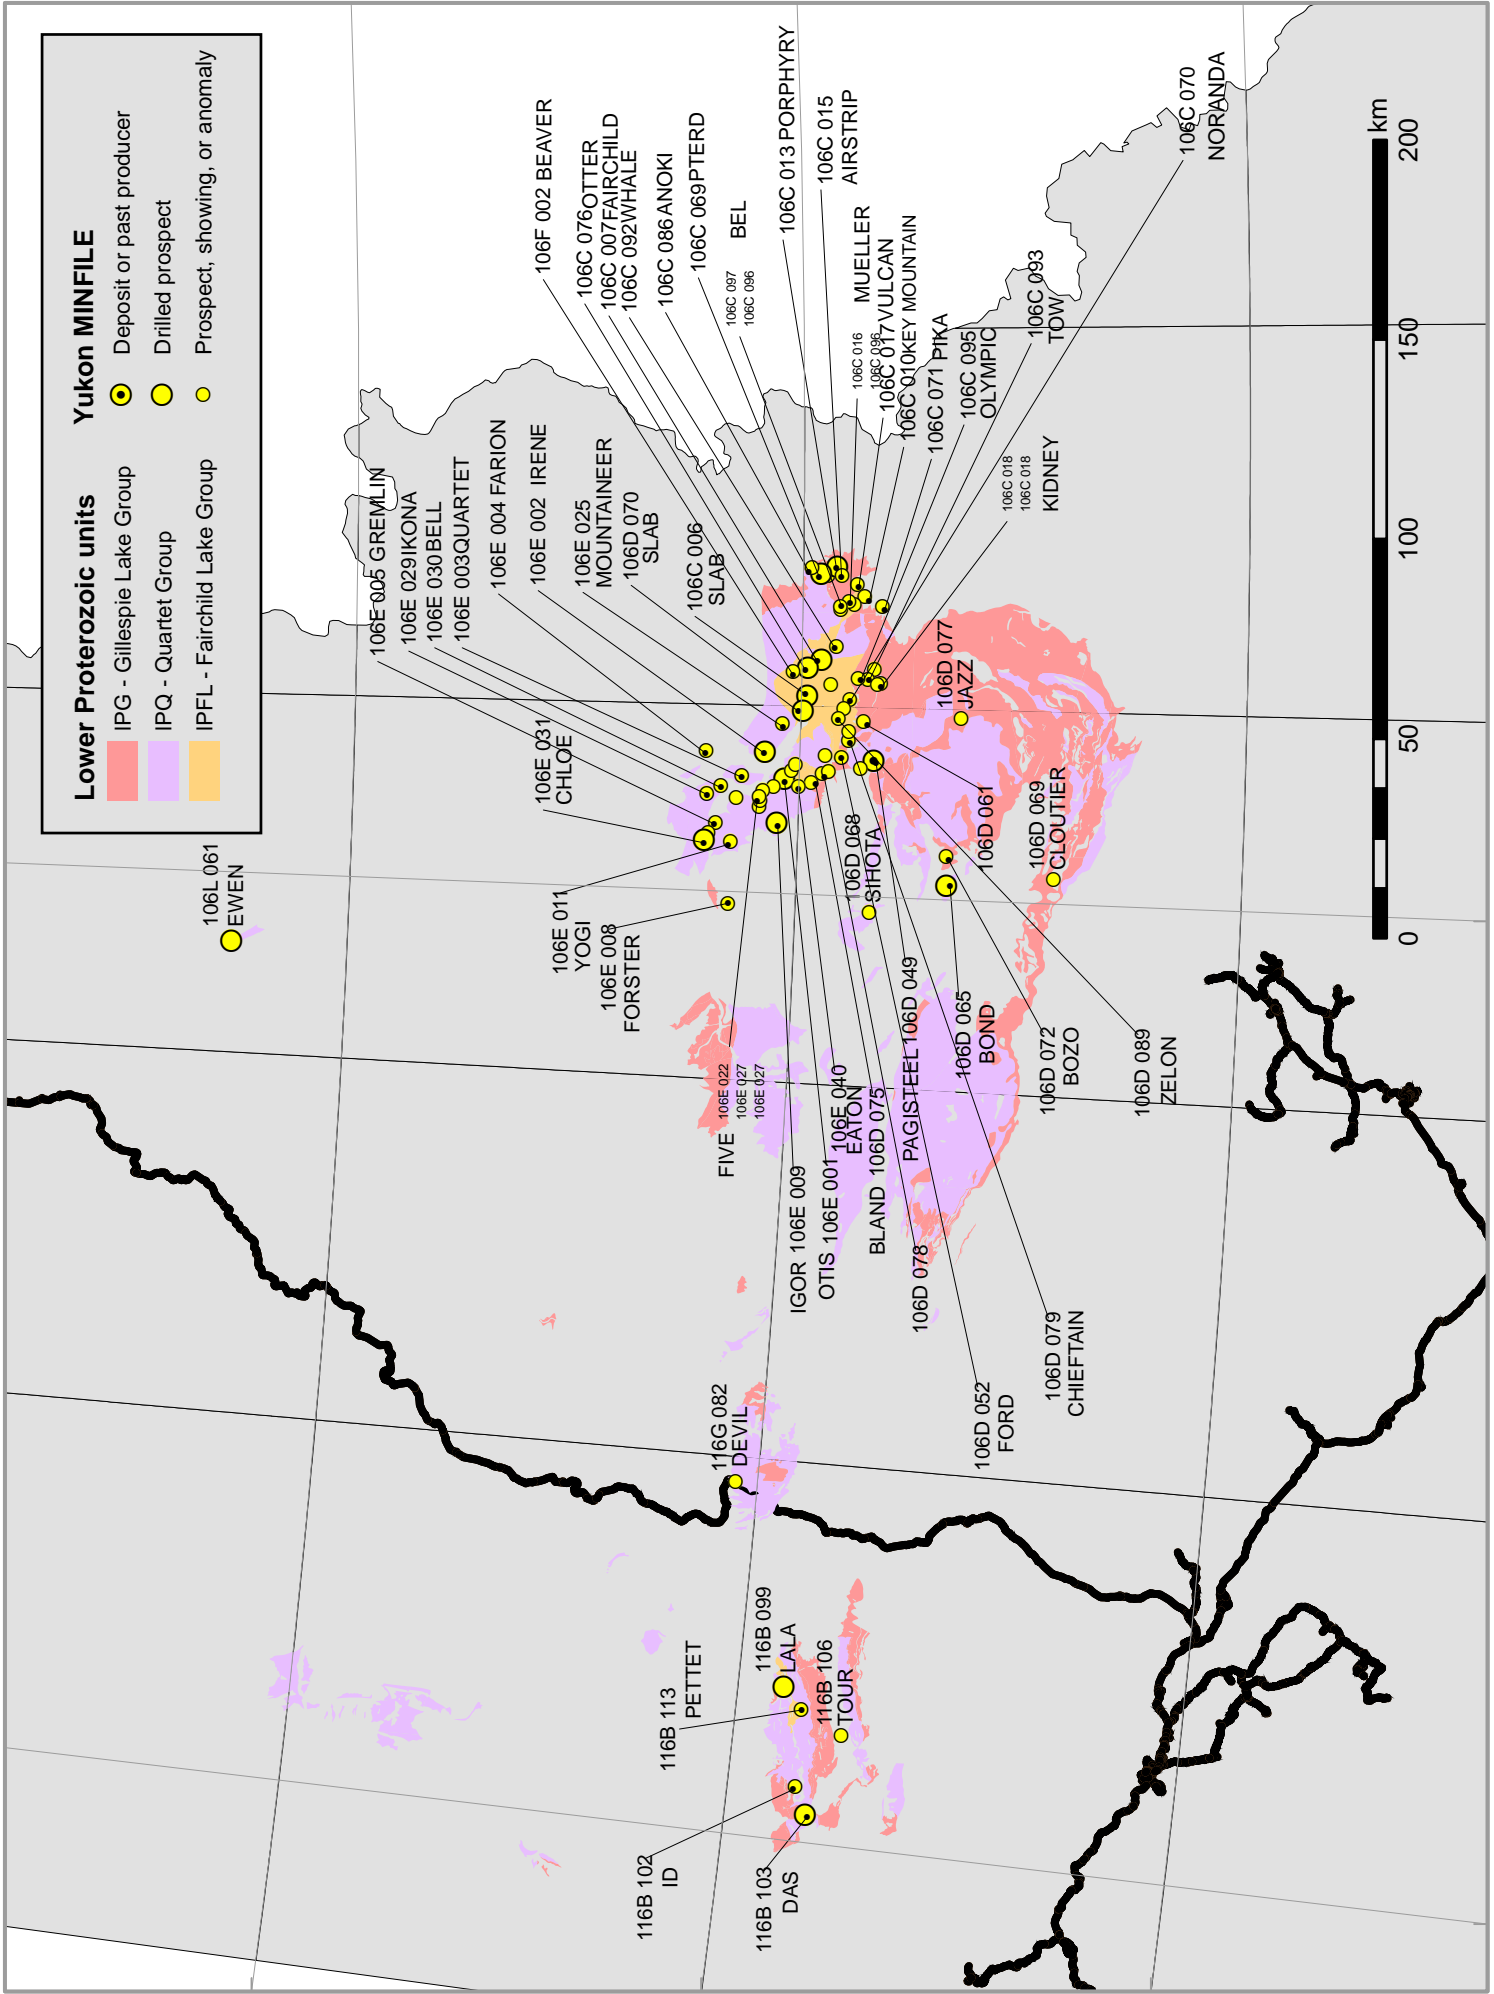 Lower Proterozoic units
IPG - Gillespie Lake Group
IPQ - Quartet Group
IPFL - Fairchild Lake Group
Yukon MINFILE
Deposit or past producer
Drilled prospect
Prospect, showing, or anomaly
106L 061
EWEN
106E 005 GREMLIN
106E 029IKONA
106E 030BELL
106E 003QUARTET
106E 004 FARION
106E 002 IRENE
106E 025
MOUNTAINEER
106D 070
SLAB
106C 006
SLAB
106F 002 BEAVER
106C 076OTTER
106C 007FAIRCHILD
106C 092WHALE
106C 086ANOKI
106C 069PTERD
106C 097
106C 096
BEL
106C 013 PORPHYRY
106C 015
AIRSTRIP
106C 016
106C 096
MUELLER
106C 017VULCAN
106C 010KEY MOUNTAIN
106C 071 PIKA
106C 095
OLYMPIC
106C 093
TOW
106C 070
NORANDA
106C 018
106C 018
KIDNEY
106D 077
JAZZ
106E 031
CHLOE
106E 011
YOGI
106E 008
FORSTER
106D 068
SIHOTA
106D 061
106D 069
CLOUTIER
FIVE
106E 022
106E 027
106E 027
IGOR 106E 009
OTIS 106E 001
106E 040
EATON
BLAND 106D 075
PAGISTEEL 106D 049
106D 065
BOND
106D 072
BOZO
106D 089
ZELON
106D 078
106D 052
FORD
106D 079
CHIEFTAIN
116G 082
DEVIL
116B 099
LALA
116B 113
PETTET
116B 106
TOUR
116B 102
ID
116B 103
DAS
0 50 100 150 200
km